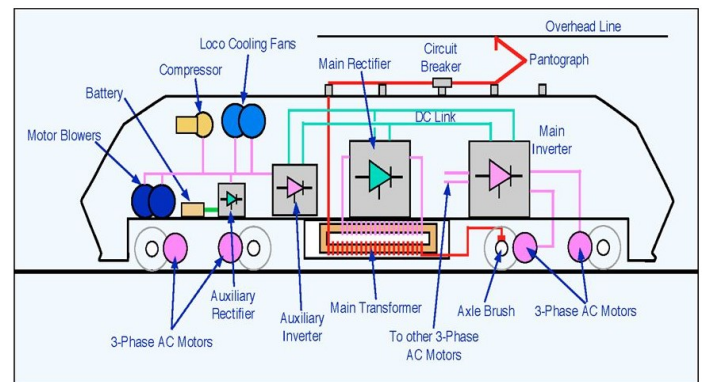 Overhead Line
Loco Cooling Fans
Circuit
Breaker
Pantograph
Main Rectifier
Compressor
Battery
DC Link
Main
Inverter
Motor Blowers
Auxiliary
Rectifier
3-Phase AC Motors
Auxiliary
Inverter
Main Transformer
To other 3-Phase
AC Motors
Axle Brush
3-Phase AC Motors